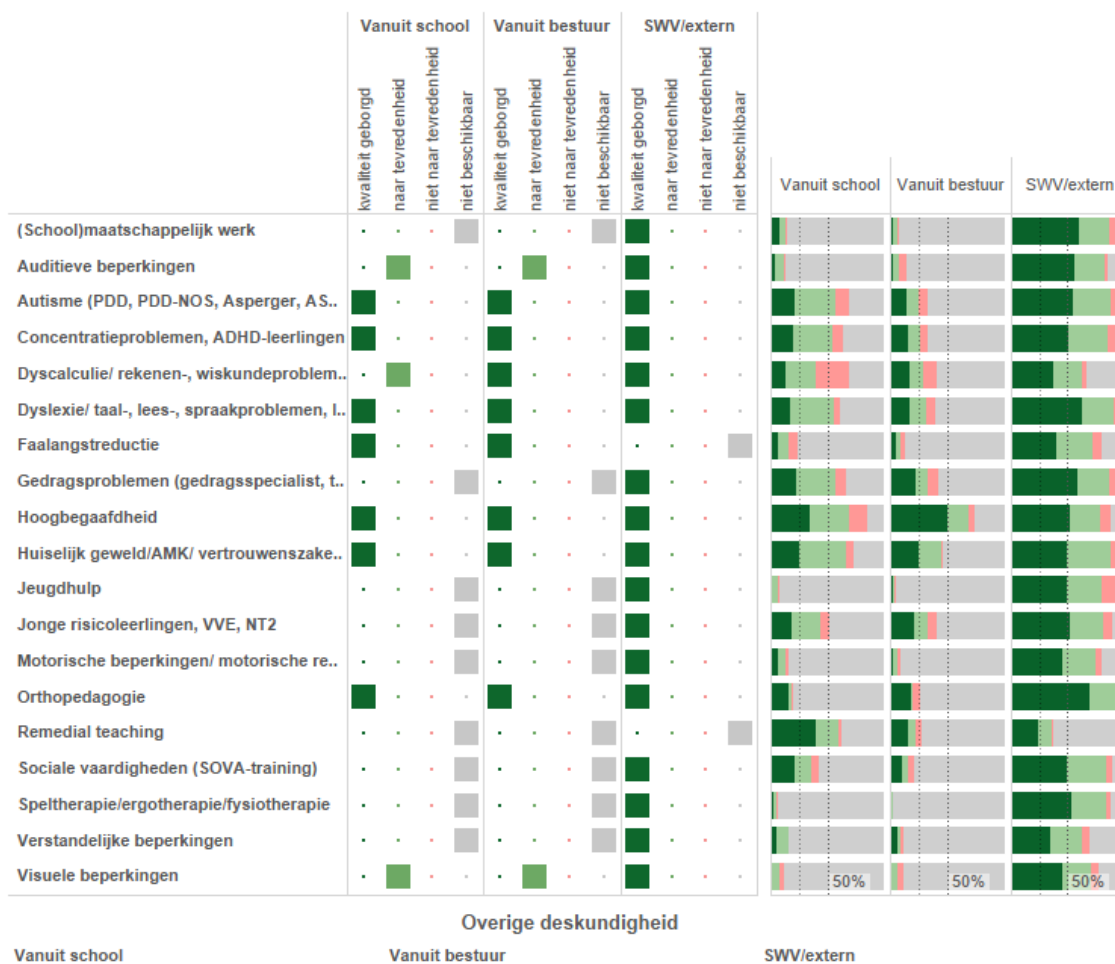 Vanuit school Vanuit bestuur SWV/extern
kwaliteit geborgd
naar tevredenheid
niet naar tevredenheid
niet beschikbaar
kwaliteit geborgd
naar tevredenheid
niet naar tevredenheid
niet beschikbaar
kwaliteit geborgd
naar tevredenheid
niet naar tevredenheid
niet beschikbaar
Vanuit school Vanuit bestuur SWV/extern
(School)maatschappelijk werk
Auditieve beperkingen
Autisme (PDD, PDD-NOS, Asperger, AS..
Concentratieproblemen, ADHD-leerlingen
Dyscalculie/ rekenen-, wiskundeproblem..
Dyslexie/ taal-, lees-, spraakproblemen, l..
Faalangstreductie
Gedragsproblemen (gedragsspecialist, t..
Hoogbegaafdheid
Huiselijk geweld/AMK/ vertrouwenszake..
Jeugdhulp
Jonge risicoleerlingen, VVE, NT2
Motorische beperkingen/ motorische re..
Orthopedagogie
Remedial teaching
Sociale vaardigheden (SOVA-training)
Speltherapie/ergotherapie/fysiotherapie
Verstandelijke beperkingen
Visuele beperkingen 50% 50% 50%
Overige deskundigheid
Vanuit school Vanuit bestuur SWV/extern